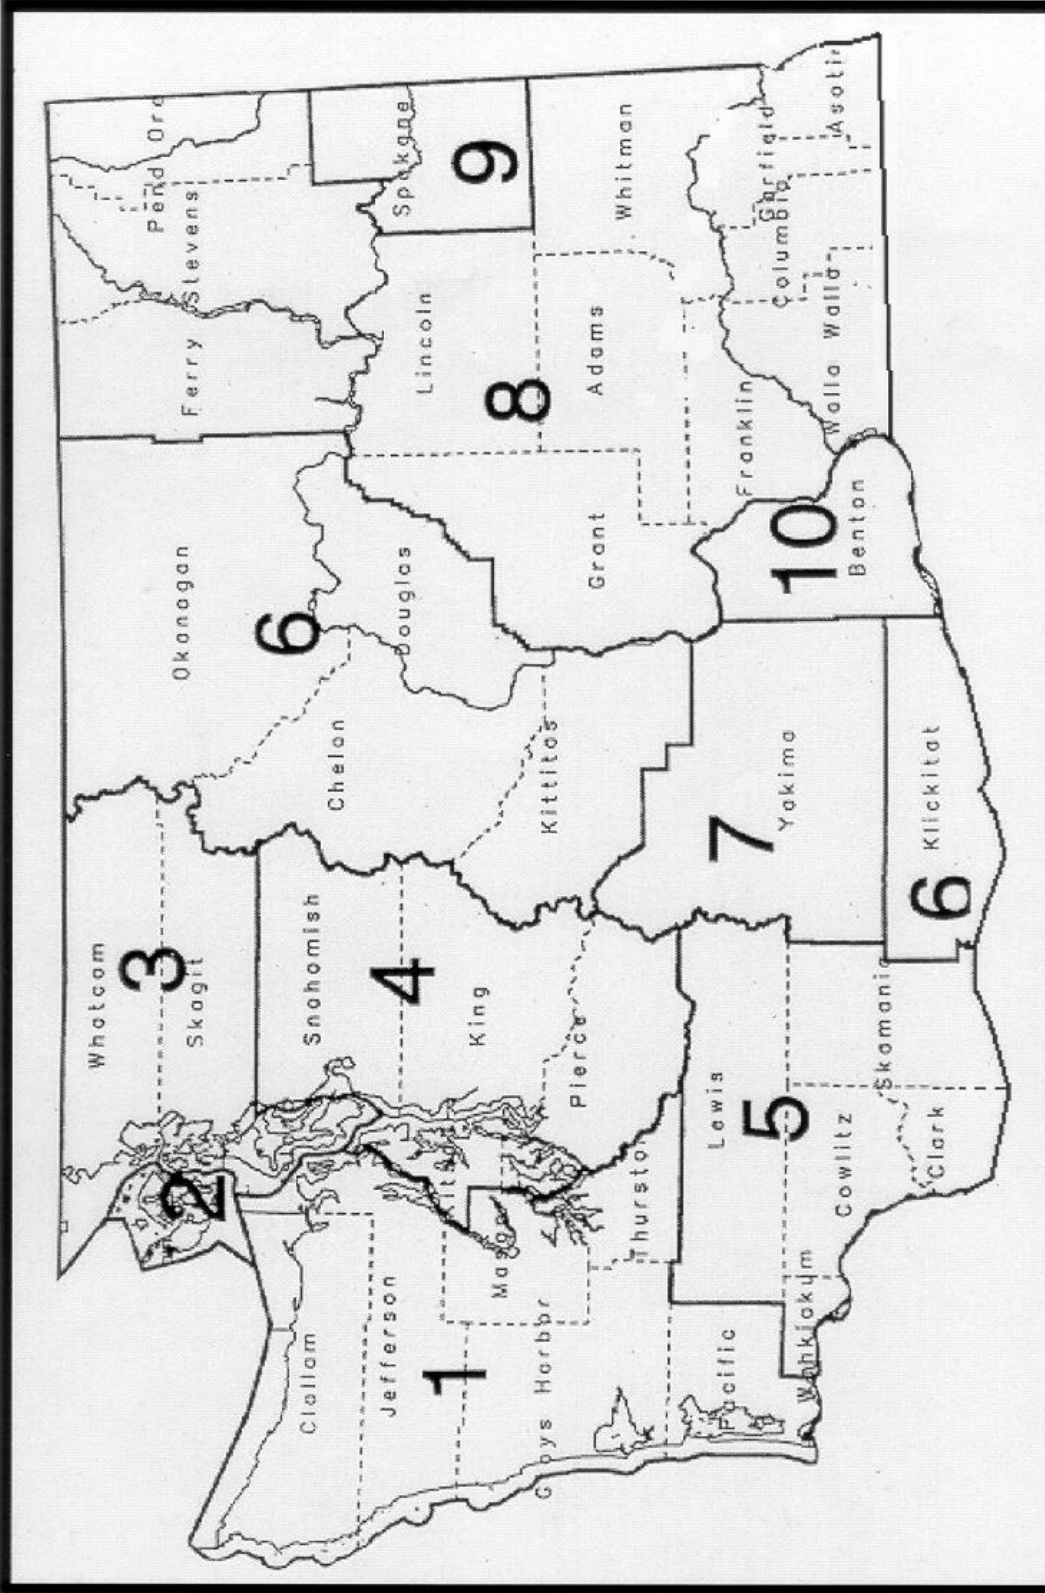 Whatcom
3
Pend Ore
Okanogan
Ferry
Stevens
Skagit
2
6
Clallam
Snohomish
Chelan
Jefferson
4
Douglas
Spokane
Lincoln
1
King
9
Mason
8
Grays Harbor
Kittitas
Pierce
Grant
Adams
Whitman
Thurston
Lewis
Pacific
7
Franklin
Garfield
5
Columbia
Yakima
Wahkiakum
10
Walla Walla
Asotin
Cowlitz
Benton
Skamania
Klickitat
Clark
6